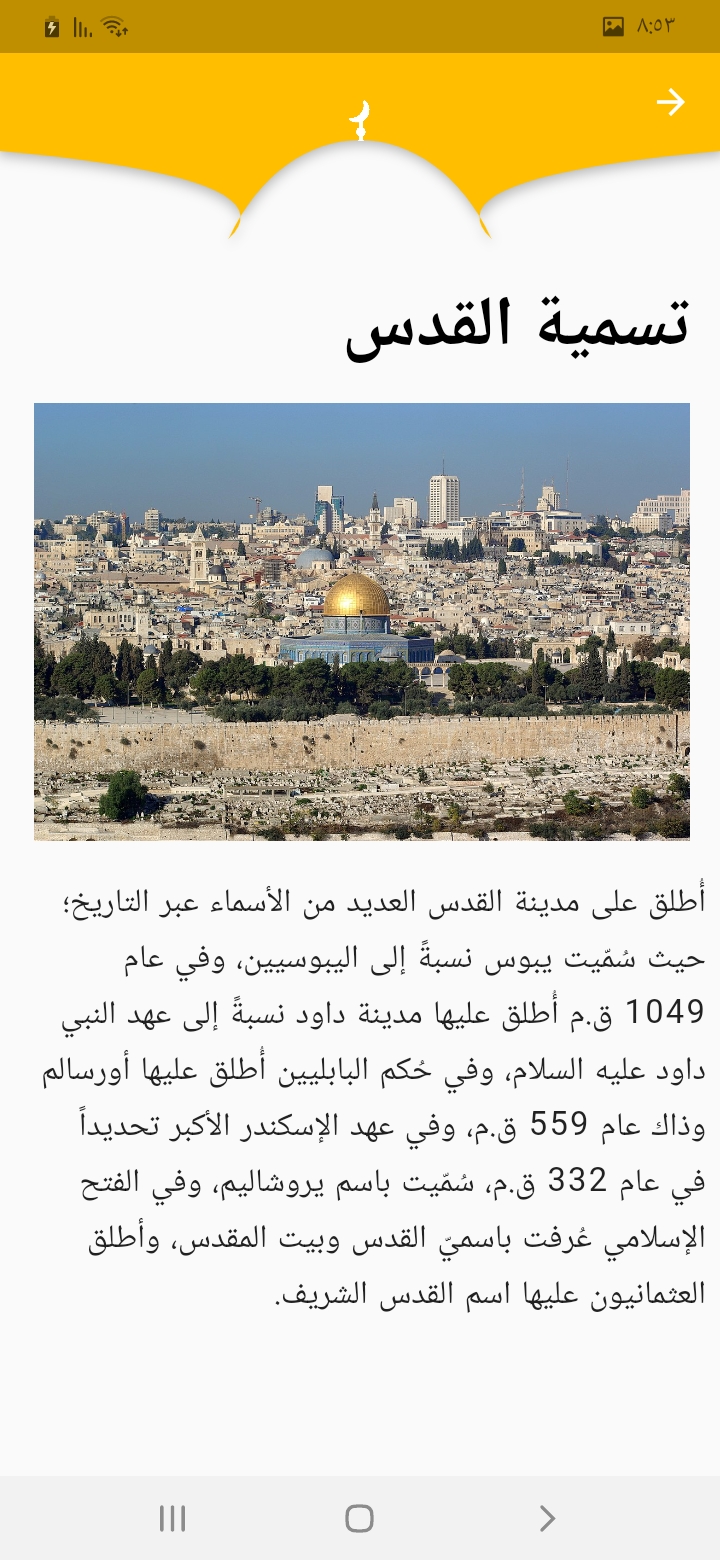 ٨:٥٣
تسمية القدس
أُطلق على مدينة القدس العديد من الأسماء عبر التاريخ؛
حيث سُمّيت يبوس نسبةً إلى اليبوسيين، وفي عام
1049 ق.م أُطلق عليها مدينة داود نسبةً إلى عهد النبي
داود عليه السلام، وفي حُكم البابليين أُطلق عليها أورسالم
وذاك عام 559 ق.م، وفي عهد الإسكندر الأكبر تحديداً
في عام 332 ق.م، سُمّيت باسم يروشاليم، وفي الفتح
الإسلامي عُرفت باسميّ القدس وبيت المقدس، وأطلق
العثمانيون عليها اسم القدس الشريف.